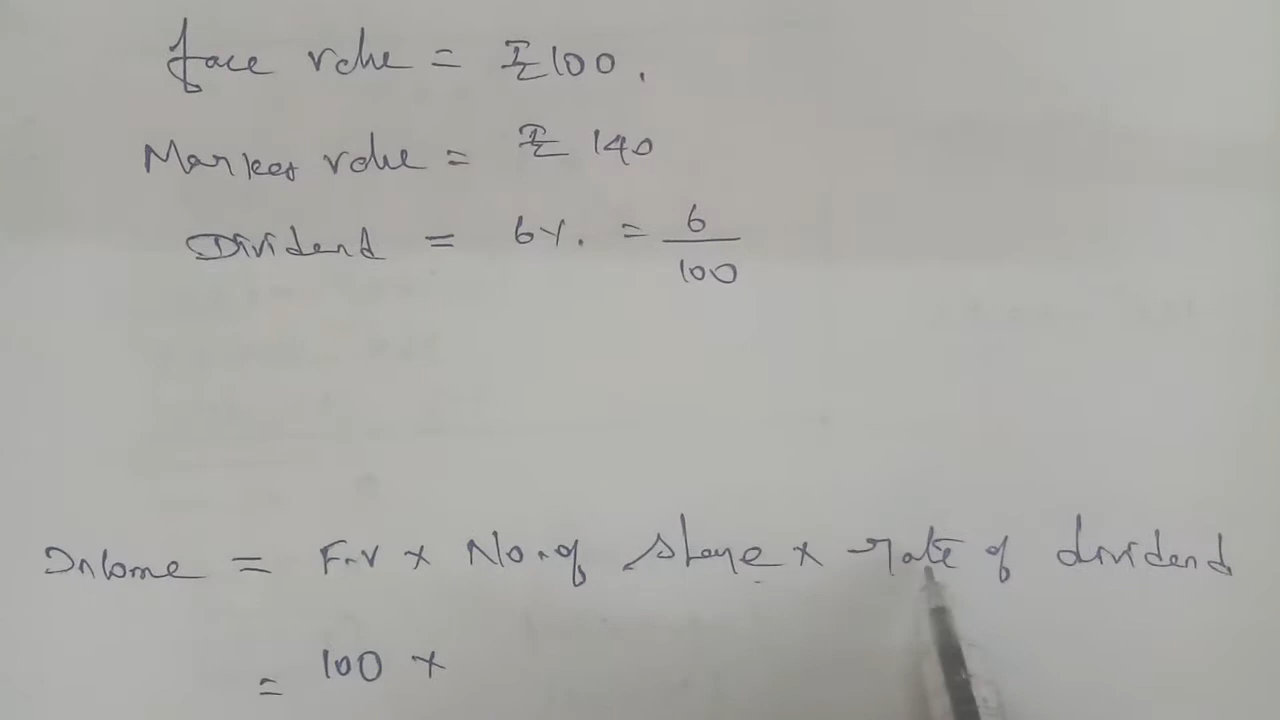 face value = ₹100.
Market value = ₹ 140
Dividend = 6%. = 6/100
Income = F.V × No. of share × rate of dividend
= 100 ×